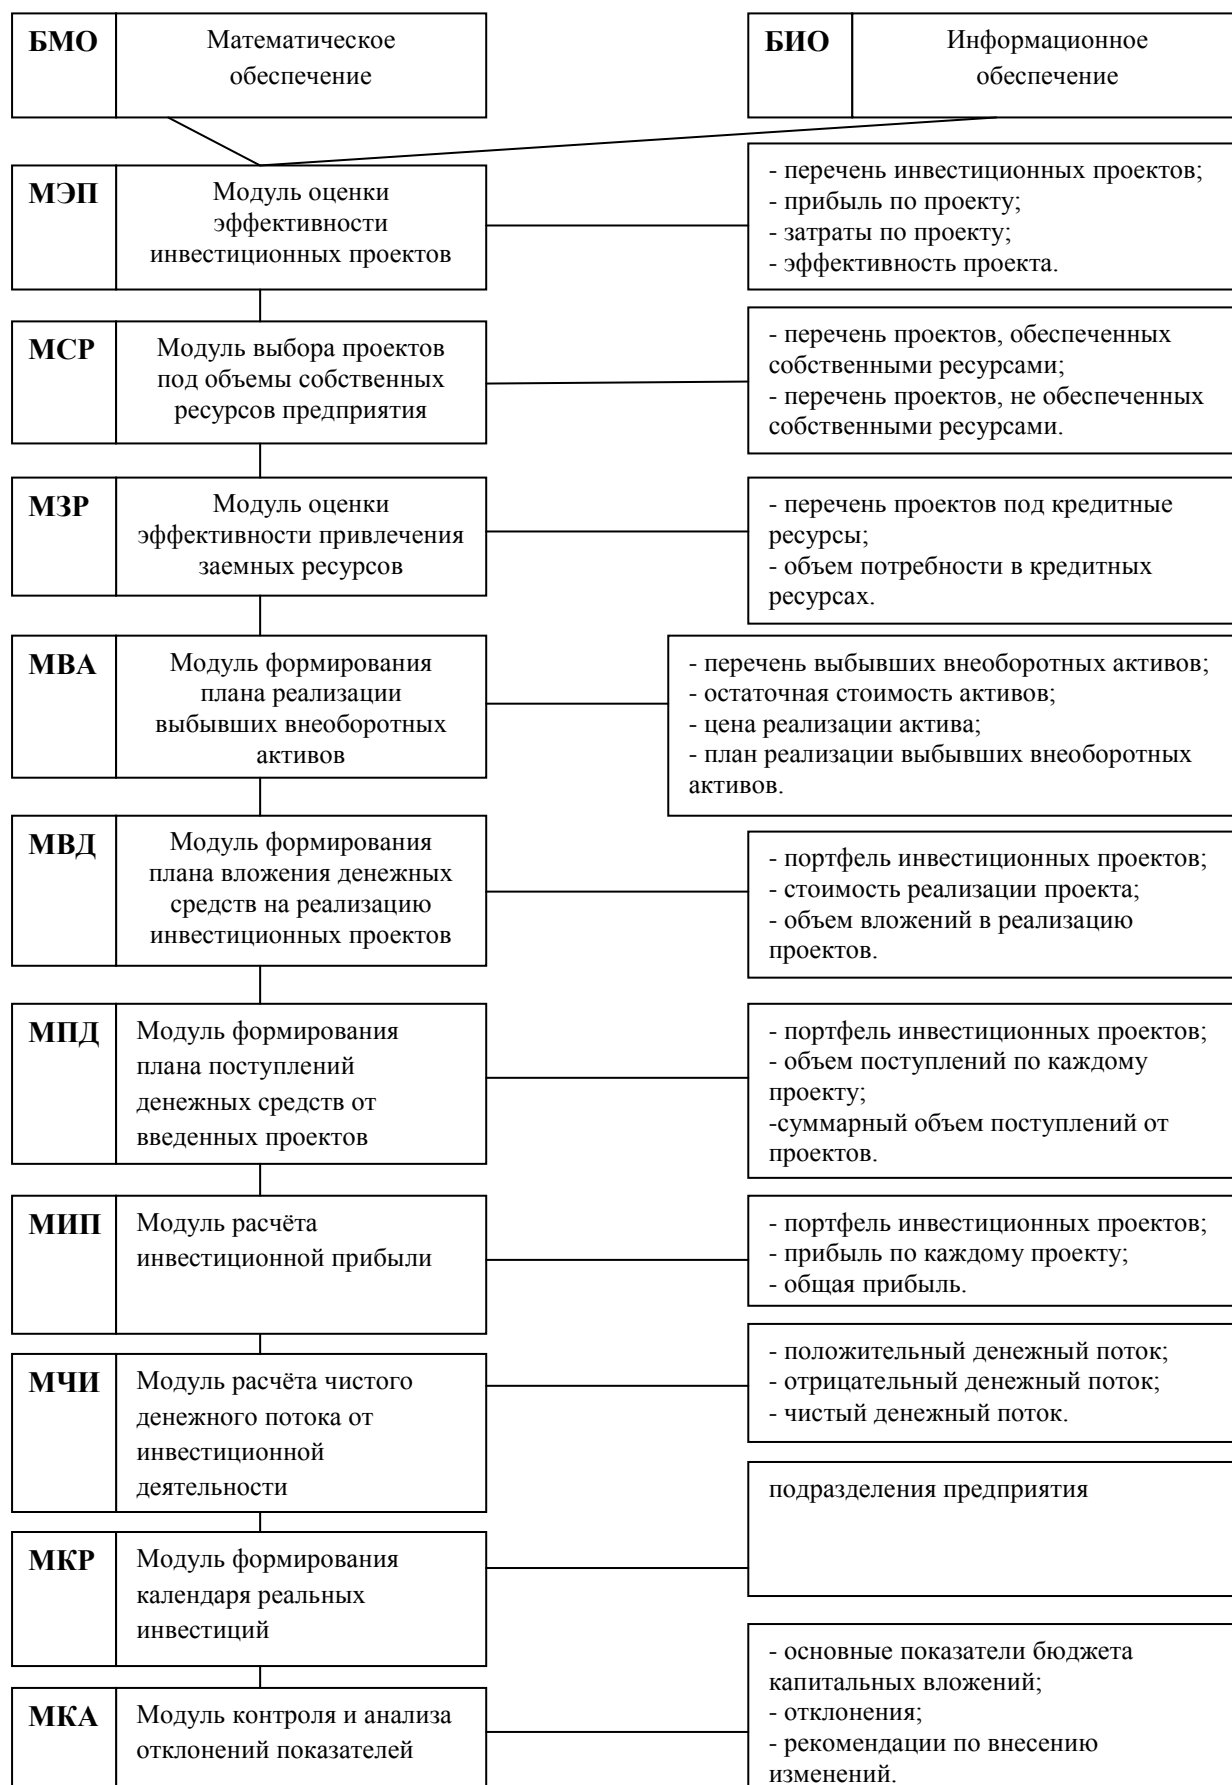 БМО
Математическое
обеспечение
БИО
Информационное
обеспечение
МЭП
Модуль оценки
эффективности
инвестиционных проектов
- перечень инвестиционных проектов;
- прибыль по проекту;
- затраты по проекту;
- эффективность проекта.
МСР
Модуль выбора проектов
под объемы собственных
ресурсов предприятия
- перечень проектов, обеспеченных
собственными ресурсами;
- перечень проектов, не обеспеченных
собственными ресурсами.
МЗР
Модуль оценки
эффективности привлечения
заемных ресурсов
- перечень проектов под кредитные
ресурсы;
- объем потребности в кредитных
ресурсах.
МВА
Модуль формирования
плана реализации
выбывших внеоборотных
активов
- перечень выбывших внеоборотных активов;
- остаточная стоимость активов;
- цена реализации актива;
- план реализации выбывших внеоборотных
активов.
МВД
Модуль формирования
плана вложения денежных
средств на реализацию
инвестиционных проектов
- портфель инвестиционных проектов;
- стоимость реализации проекта;
- объем вложений в реализацию
проектов.
МПД
Модуль формирования
плана поступлений
денежных средств от
введенных проектов
- портфель инвестиционных проектов;
- объем поступлений по каждому
проекту;
-суммарный объем поступлений от
проектов.
МИП
Модуль расчёта
инвестиционной прибыли
- портфель инвестиционных проектов;
- прибыль по каждому проекту;
- общая прибыль.
МЧИ
Модуль расчёта чистого
денежного потока от
инвестиционной
деятельности
- положительный денежный поток;
- отрицательный денежный поток;
- чистый денежный поток.
МКР
Модуль формирования
календаря реальных
инвестиций
подразделения предприятия
МКА
Модуль контроля и анализа
отклонений показателей
- основные показатели бюджета
капитальных вложений;
- отклонения;
- рекомендации по внесению
изменений.